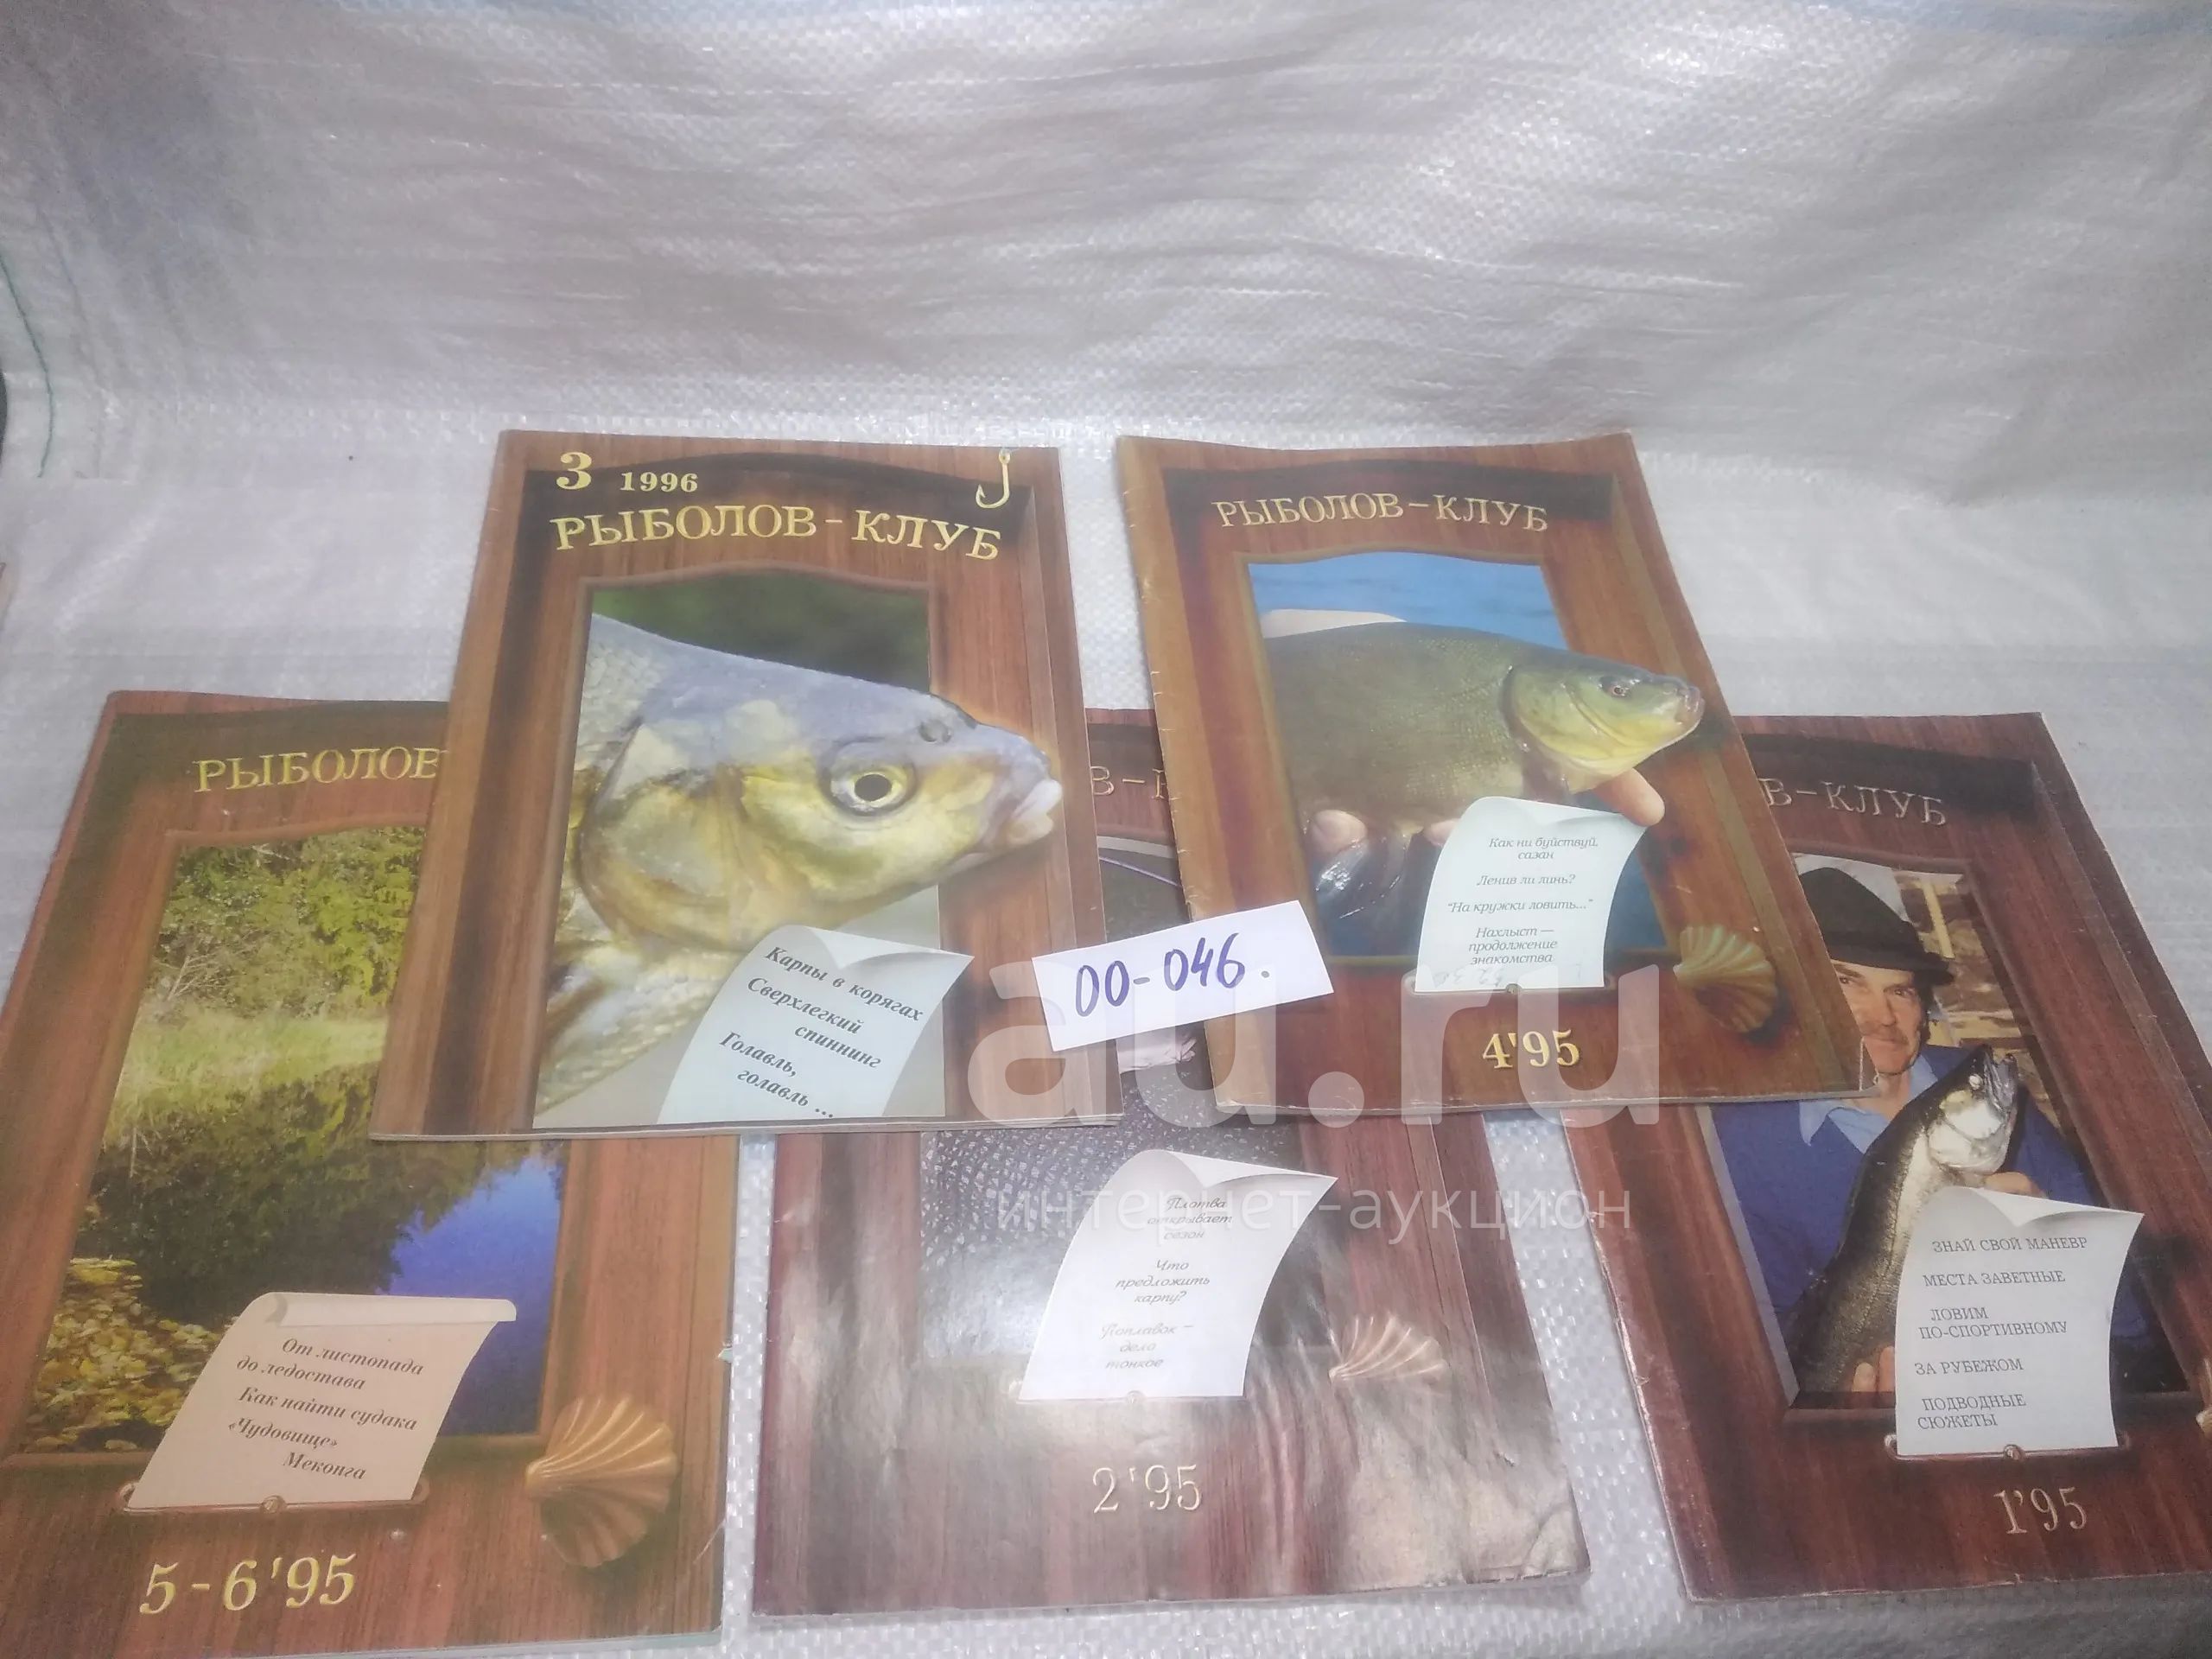 3 1996
РЫБОЛОВ-КЛУБ
Карпы в корягах
Сверхлегкий
спиннинг
Голавль,
голавль ...
РЫБОЛОВ-КЛУБ
Как ни буйствуй,
сазан
Ленив ли линь?
"На кружки ловить..."
Нахлыст —
продолжение
знакомства
4'95
00-046.
РЫБОЛОВ
От листопада
до ледостава
Как найти судака
«Чудовище»
Меконга
5-6'95
В-К
Плотва
открывает
сезон
Что
предложить
карпу?
Поплавок —
дело
тонкое
2'95
В-КЛУБ
ЗНАЙ СВОЙ МАНЕВР
МЕСТА ЗАВЕТНЫЕ
ЛОВИМ
ПО-СПОРТИВНОМУ
ЗА РУБЕЖОМ
ПОДВОДНЫЕ
СЮЖЕТЫ
1'95
au.ru
интернет-аукцион